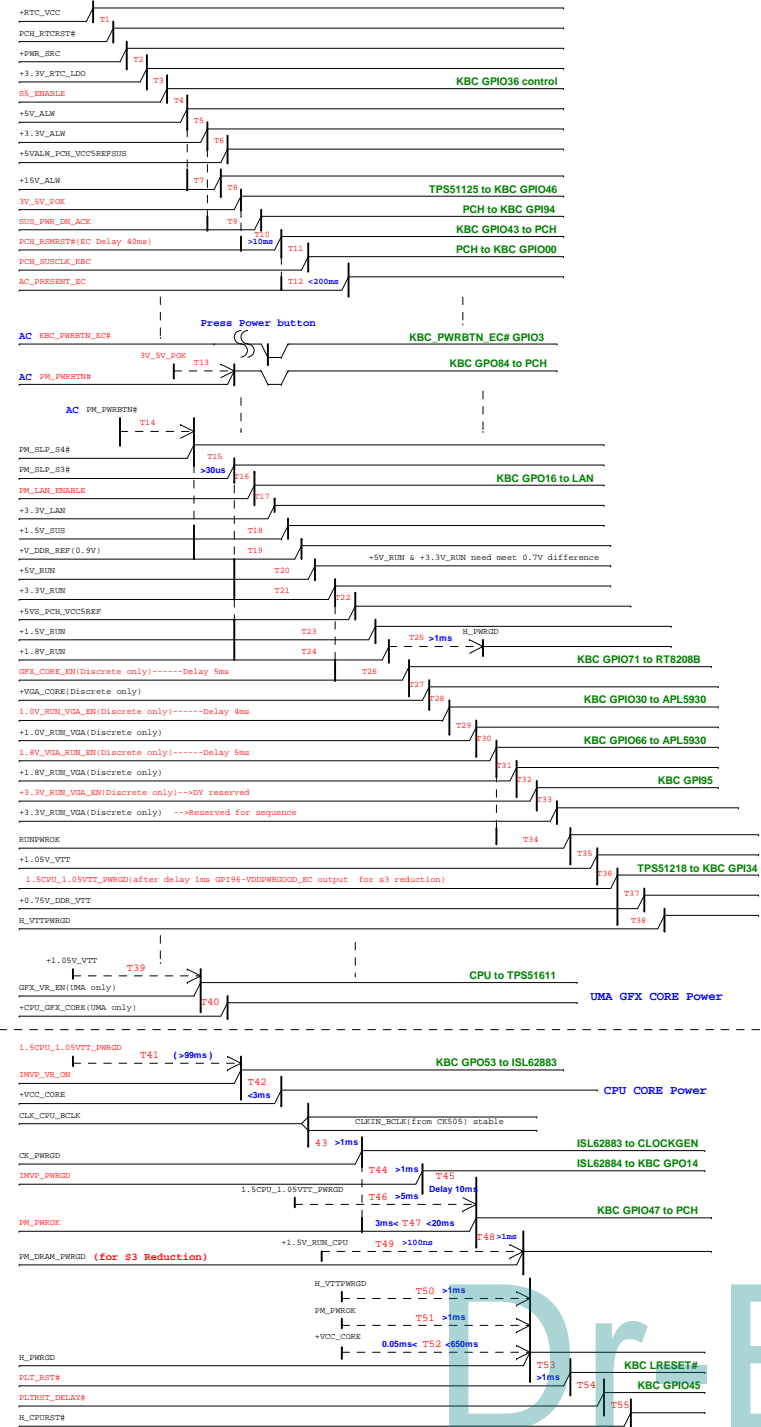 +RTC_VCC
T1
PCH_RTCRST#
+PWR_SRC
T2
+3.3V_RTC_LDO
T3
KBC GPIO36 control
S5_ENABLE
T4
+5V_ALW
T5
+3.3V_ALW
T6
+5VALW_PCH_VCC5REFSUS
+15V_ALW
T7
T8
TPS51125 to KBC GPIO46
3V_5V_POK
PCH to KBC GPI94
SUS_PWR_DN_ACK
T9
T10
KBC GPIO43 to PCH
PCH_RSMRST#(EC Delay 40ms)
>10ms
T11
PCH to KBC GPIO00
PCH_SUSCLK_KBC
AC_PRESENT_EC
T12 <200ms
Press Power button
AC KBC_PWRBTN_EC#
KBC_PWRBTN_EC# GPIO3
3V_5V_POK
T13
KBC GPO84 to PCH
AC PM_PWRBTN#
AC PM_PWRBTN#
T14
PM_SLP_S4#
T15
PM_SLP_S3#
>30us
T16
KBC GPO16 to LAN
PM_LAN_ENABLE
T17
+3.3V_LAN
+1.5V_SUS
T18
+V_DDR_REF(0.9V)
T19
+5V_RUN & +3.3V_RUN need meet 0.7V difference
+5V_RUN
T20
+3.3V_RUN
T21
T22
+5VS_PCH_VCC5REF
+1.5V_RUN
T23
T25 >1ms
H_PWRGD
+1.8V_RUN
T24
KBC GPIO71 to RT8208B
GFX_CORE_EN(Discrete only)------Delay 5ms
T26
T27
+VGA_CORE(Discrete only)
T28
KBC GPIO30 to APL5930
1.0V_RUN_VGA_EN(Discrete only)------Delay 4ms
T29
+1.0V_RUN_VGA(Discrete only)
T30
KBC GPIO66 to APL5930
1.8V_VGA_RUN_EN(Discrete only)------Delay 5ms
T31
+1.8V_RUN_VGA(Discrete only)
T32
KBC GPI95
+3.3V_RUN_VGA_EN(Discrete only)-->DY reserved
T33
+3.3V_RUN_VGA(Discrete only) -->Reserved for sequence
RUNPWROK
T34
+1.05V_VTT
T35
TPS51218 to KBC GPI34
1.5CPU_1.05VTT_PWRGD(after delay 1ms GPI96-VDDPWRGOOD_EC output for s3 reduction)
T36
+0.75V_DDR_VTT
T37
H_VTTPWRGD
T38
+1.05V_VTT
T39
CPU to TPS51611
GFX_VR_EN(UMA only)
UMA GFX CORE Power
+CPU_GFX_CORE(UMA only)
T40
1.5CPU_1.05VTT_PWRGD
T41 (>99ms)
KBC GPO53 to ISL62883
IMVP_VR_ON
T42
+VCC_CORE
<3ms
CPU CORE Power
CLK_CPU_BCLK
CLKIN_BCLK(from CK505) stable
43 >1ms
ISL62883 to CLOCKGEN
CK_PWRGD
ISL62884 to KBC GPO14
IMVP_PWRGD
T44 >1ms
T45
1.5CPU_1.05VTT_PWRGD
Delay 10ms
T46 >5ms
KBC GPIO47 to PCH
PM_PWROK
3ms< T47 <20ms
T48 >1ms
+1.5V_RUN_CPU
T49 >100ns
PM_DRAM_PWRGD (for S3 Reduction)
H_VTTPWRGD
T50 >1ms
PM_PWROK
T51 >1ms
+VCC_CORE
0.05ms< T52 <650ms
H_PWRGD
T53
KBC LRESET#
PLT_RST#
>1ms
T54
KBC GPIO45
PLTRST_DELAY#
T55
H_CPURST#
Dr-B